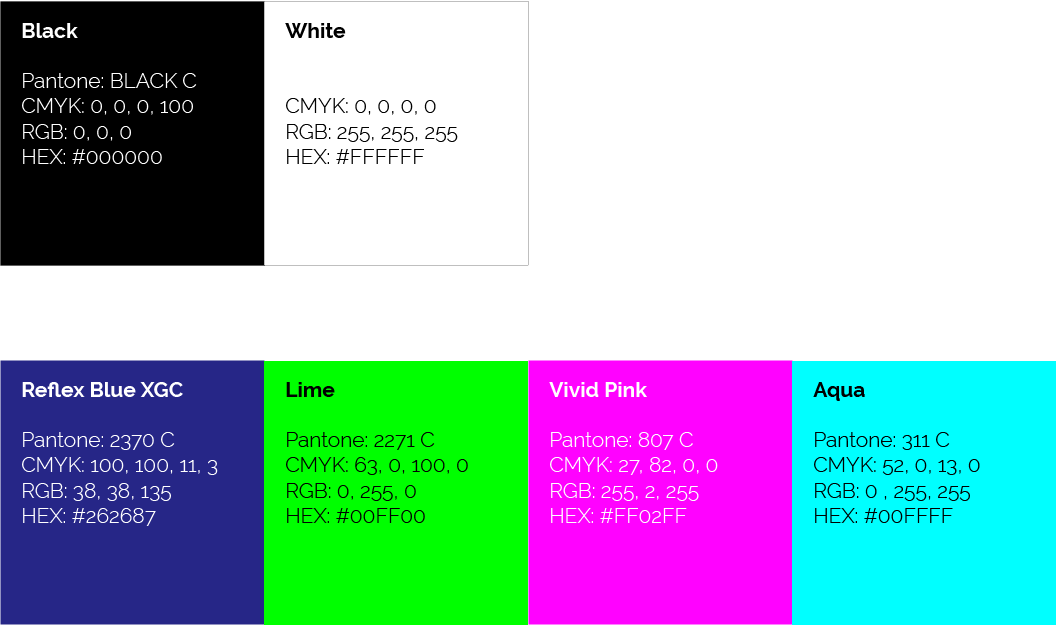 Black
Pantone: BLACK C
CMYK: 0, 0, 0, 100
RGB: 0, 0, 0
HEX: #000000
White
CMYK: 0, 0, 0, 0
RGB: 255, 255, 255
HEX: #FFFFFF
Reflex Blue XGC
Pantone: 2370 C
CMYK: 100, 100, 11, 3
RGB: 38, 38, 135
HEX: #262687
Lime
Pantone: 2271 C
CMYK: 63, 0, 100, 0
RGB: 0, 255, 0
HEX: #00FF00
Vivid Pink
Pantone: 807 C
CMYK: 27, 82, 0, 0
RGB: 255, 2, 255
HEX: #FF02FF
Aqua
Pantone: 311 C
CMYK: 52, 0, 13, 0
RGB: 0 , 255, 255
HEX: #00FFFF